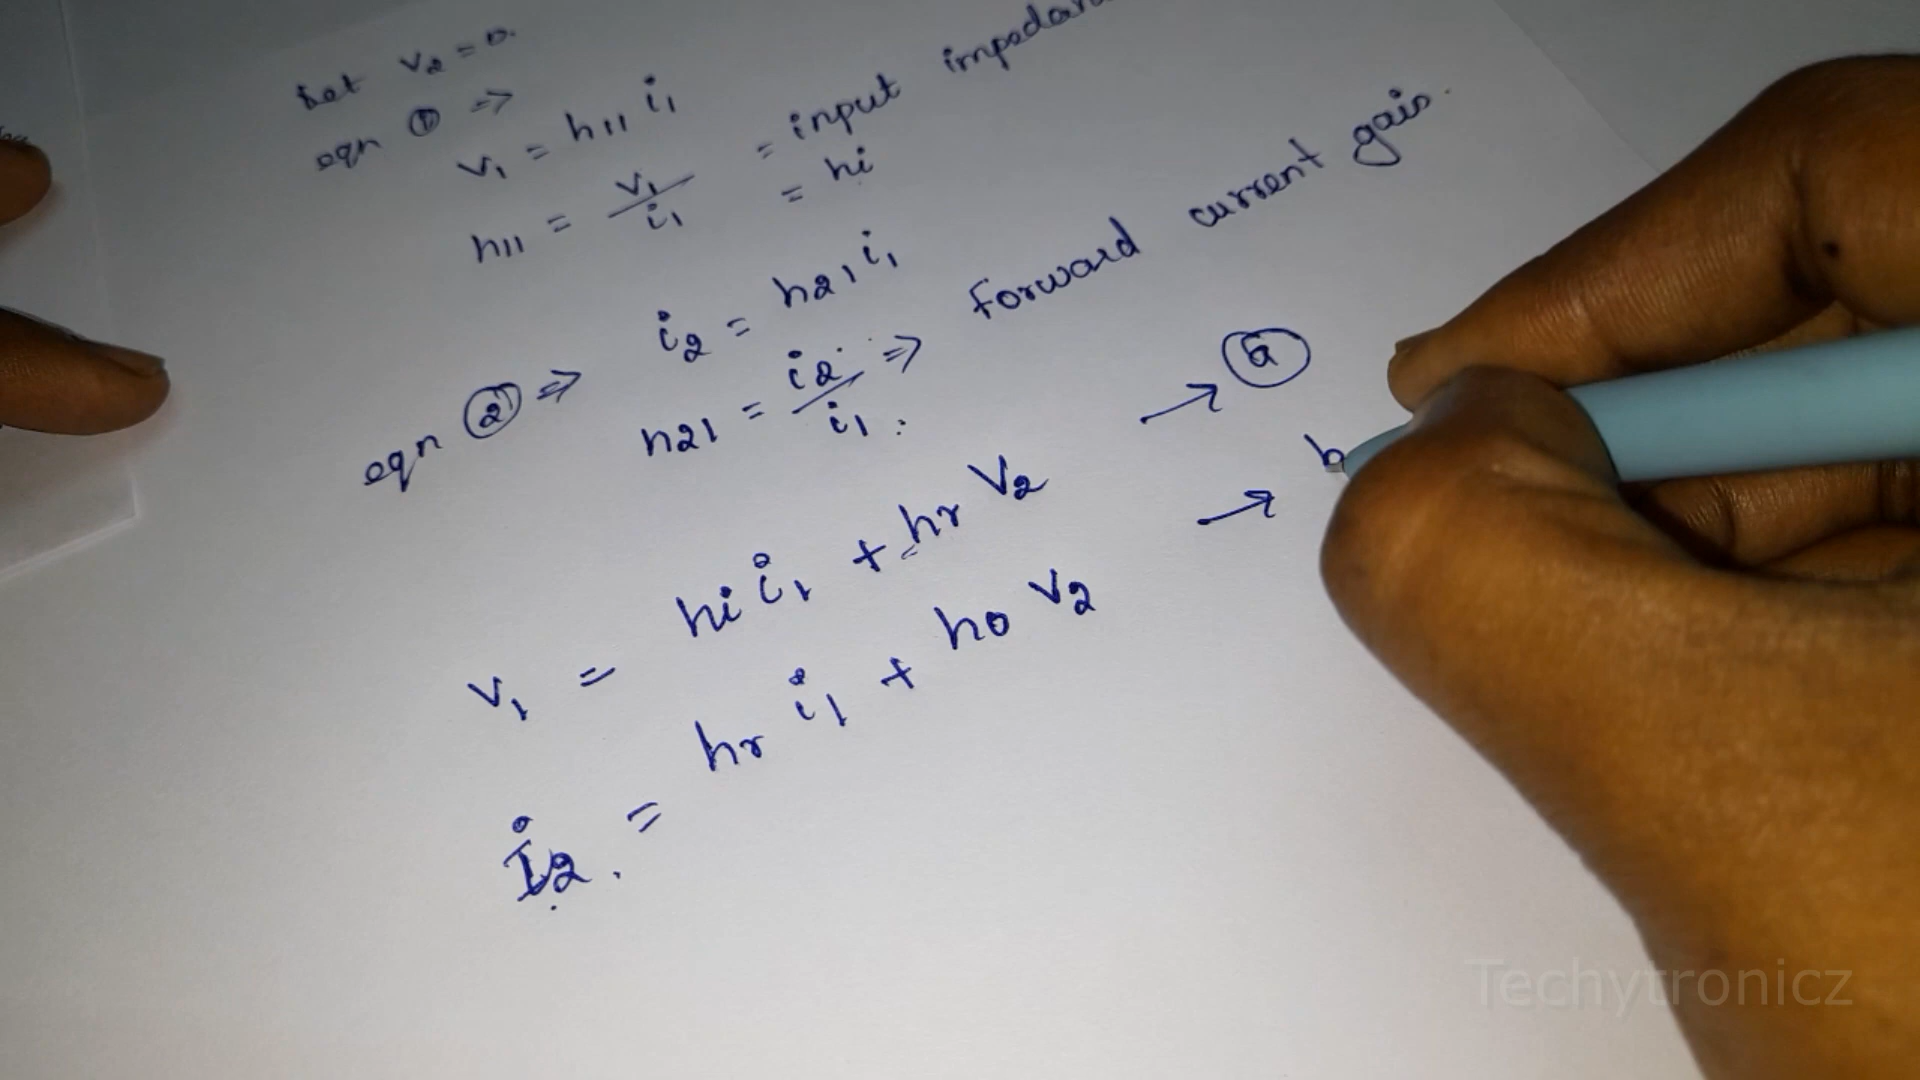 Let V2 = 0.
eqn ① ⇒
V1 = h11 i1
h11 = V1/i1 = input
= hi
eqn ② ⇒ i2 = h21 i1
h21 = i2/i1 ⇒ Forward current gain.
V1 = hi i1 + hr V2 → ⓐ
i2 = hr i1 + ho V2 → b
Techytronicz